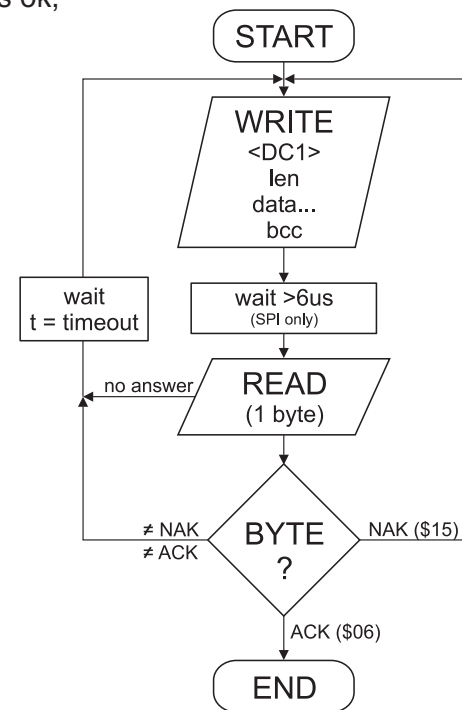 s ok,
START
WRITE
<DC1>
len
data...
bcc
wait
t = timeout
wait >6us
(SPI only)
no answer
READ
(1 byte)
≠ NAK
≠ ACK
BYTE
?
NAK ($15)
ACK ($06)
END